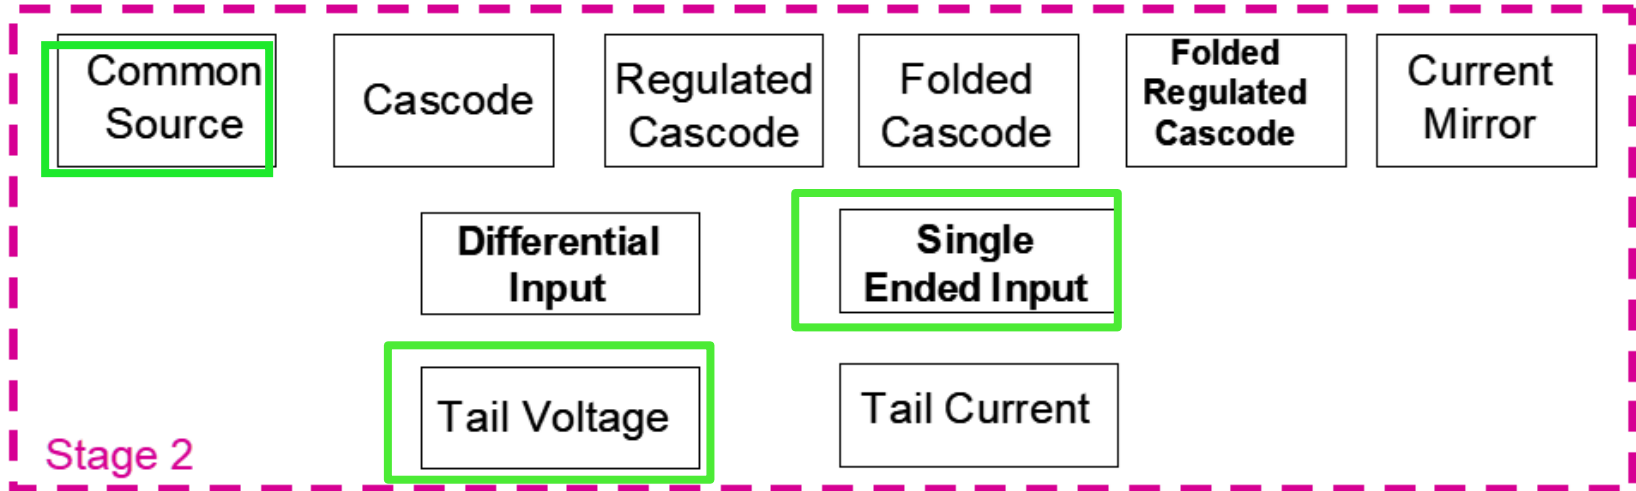 Common
Source
Cascode
Regulated
Cascode
Folded
Cascode
Folded
Regulated
Cascode
Current
Mirror
Differential
Input
Single
Ended Input
Tail Voltage
Tail Current
Stage 2